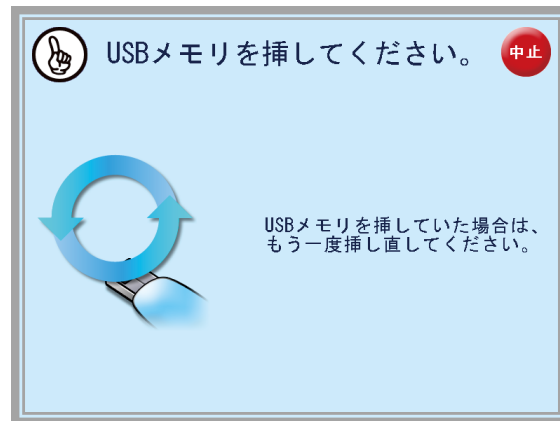 USBメモリを挿してください。
中止
USBメモリを挿していた場合は、
もう一度挿し直してください。